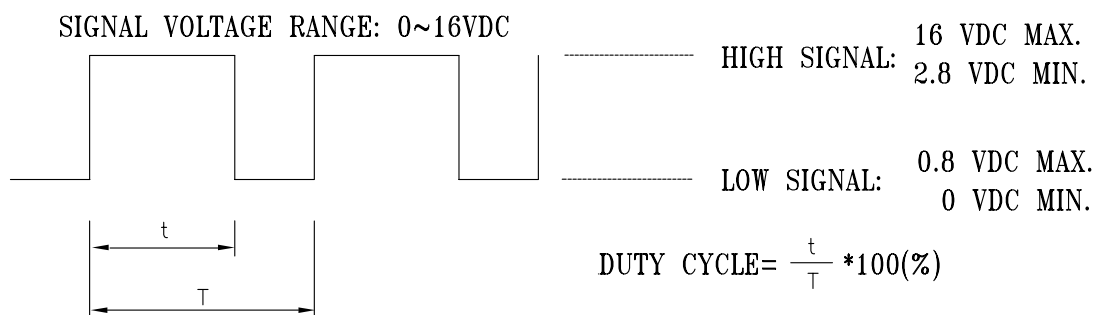 SIGNAL VOLTAGE RANGE: 0~16VDC
HIGH SIGNAL: 16 VDC MAX.
2.8 VDC MIN.
LOW SIGNAL: 0.8 VDC MAX.
0 VDC MIN.
t
T
DUTY CYCLE= t/T *100(%)